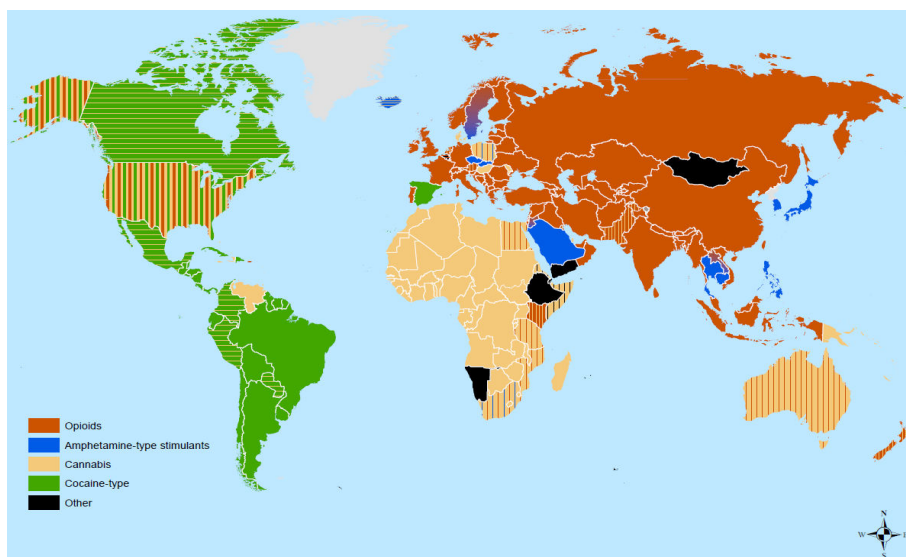 Opioids
Amphetamine-type stimulants
Cannabis
Cocaine-type
Other
N
W
E
S